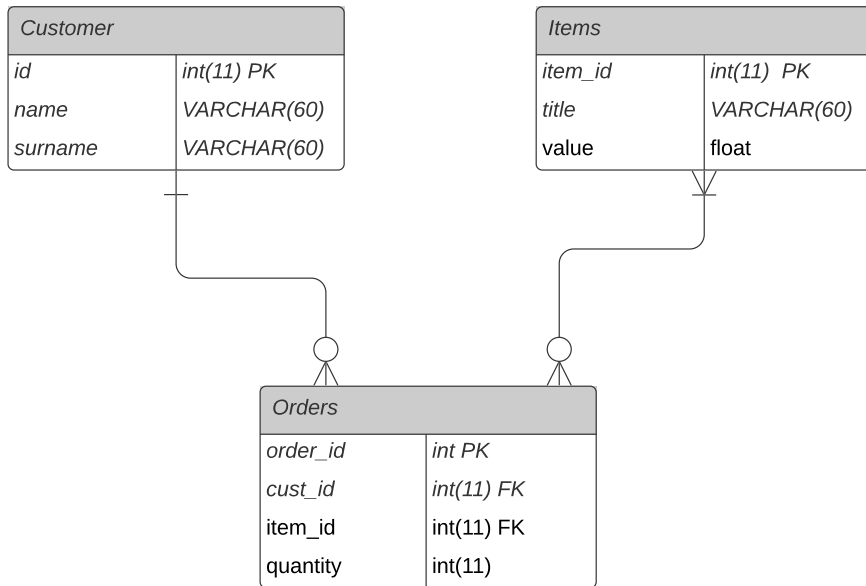 Customer
id int(11) PK
name VARCHAR(60)
surname VARCHAR(60)
Items
item_id int(11) PK
title VARCHAR(60)
value float
Orders
order_id int PK
cust_id int(11) FK
item_id int(11) FK
quantity int(11)